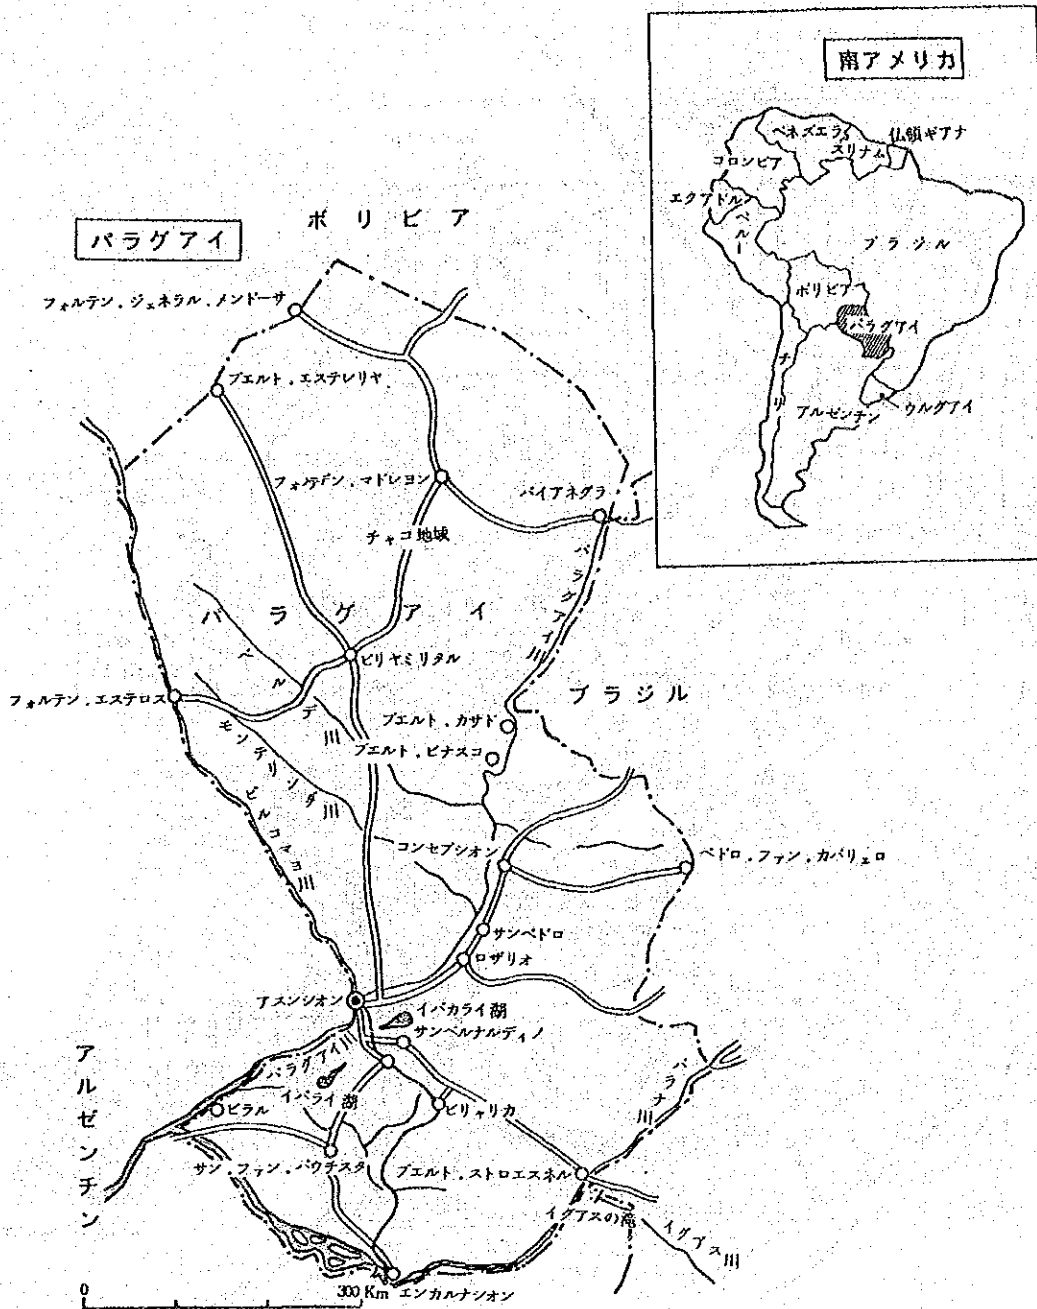 南アメリカ
ベネズエラ
仏領ギアナ
スリナム
コロンビア
エクアドル
ペルー
ブラジル
ボリビア
パラグアイ
チリ
アルゼンチン
ウルグアイ
パラグアイ
ボリビア
フォルテン.ジェネラル.メンドーサ
プエルト.エステレリヤ
フォルテン.マドレヨン
バイアネグラ
チャコ地域
パラグアイ川
パラグアイ
ベルデ川
ビリヤミリタル
フォルテン.エステロス
ブラジル
プエルト.カサド
プエルト.ピナスコ
モンテリンダ川
ピルコマヨ川
コンセプシオン
ペドロ.ファン.カバリェロ
サンペドロ
ロザリオ
アスンシオン
イパカライ湖
サンベルナルディノ
パラグアイ川
イパライ湖
アルゼンチン
ピラル
ビリャリカ
パラナ川
サン.ファン.バウチスタ
プエルト.ストロエスネル
イグアスの滝
イグアス川
0
300Km
エンカルナシオン